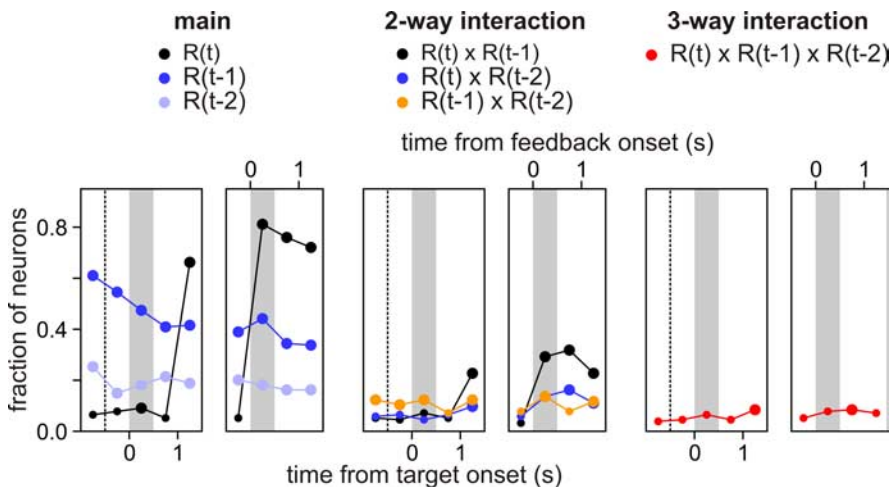 main
R(t)
R(t-1)
R(t-2)
2-way interaction
R(t) x R(t-1)
R(t) x R(t-2)
R(t-1) x R(t-2)
3-way interaction
R(t) x R(t-1) x R(t-2)
time from feedback onset (s)
0 1 0 1 0 1
fraction of neurons
0.8
0.4
0.0
0 1 0 1 0 1
time from target onset (s)